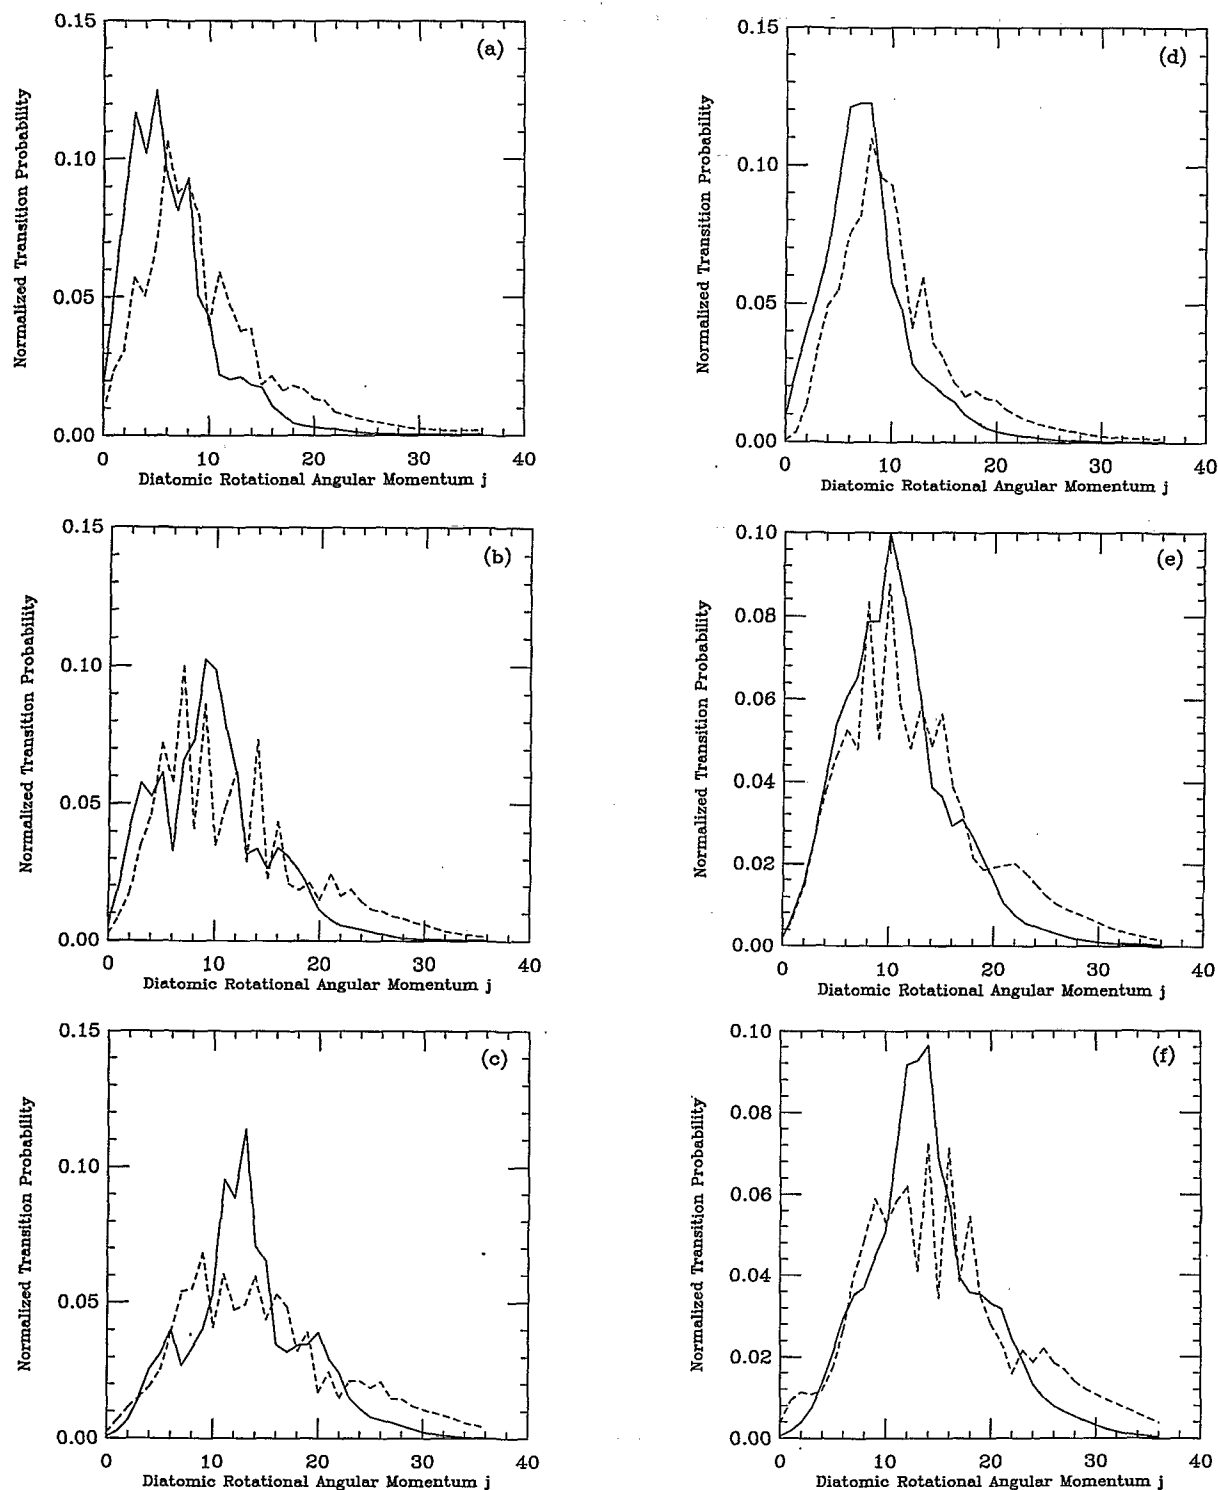 (a)
Normalized Transition Probability
0.15
0.10
0.05
0.00
0 10 20 30 40
Diatomic Rotational Angular Momentum j
(b)
Normalized Transition Probability
0.15
0.10
0.05
0.00
0 10 20 30 40
Diatomic Rotational Angular Momentum j
(c)
Normalized Transition Probability
0.15
0.10
0.05
0.00
0 10 20 30 40
Diatomic Rotational Angular Momentum j
(d)
Normalized Transition Probability
0.15
0.10
0.05
0.00
0 10 20 30 40
Diatomic Rotational Angular Momentum j
(e)
Normalized Transition Probability
0.10
0.08
0.06
0.04
0.02
0.00
0 10 20 30 40
Diatomic Rotational Angular Momentum j
(f)
Normalized Transition Probability
0.10
0.08
0.06
0.04
0.02
0.00
0 10 20 30 40
Diatomic Rotational Angular Momentum j